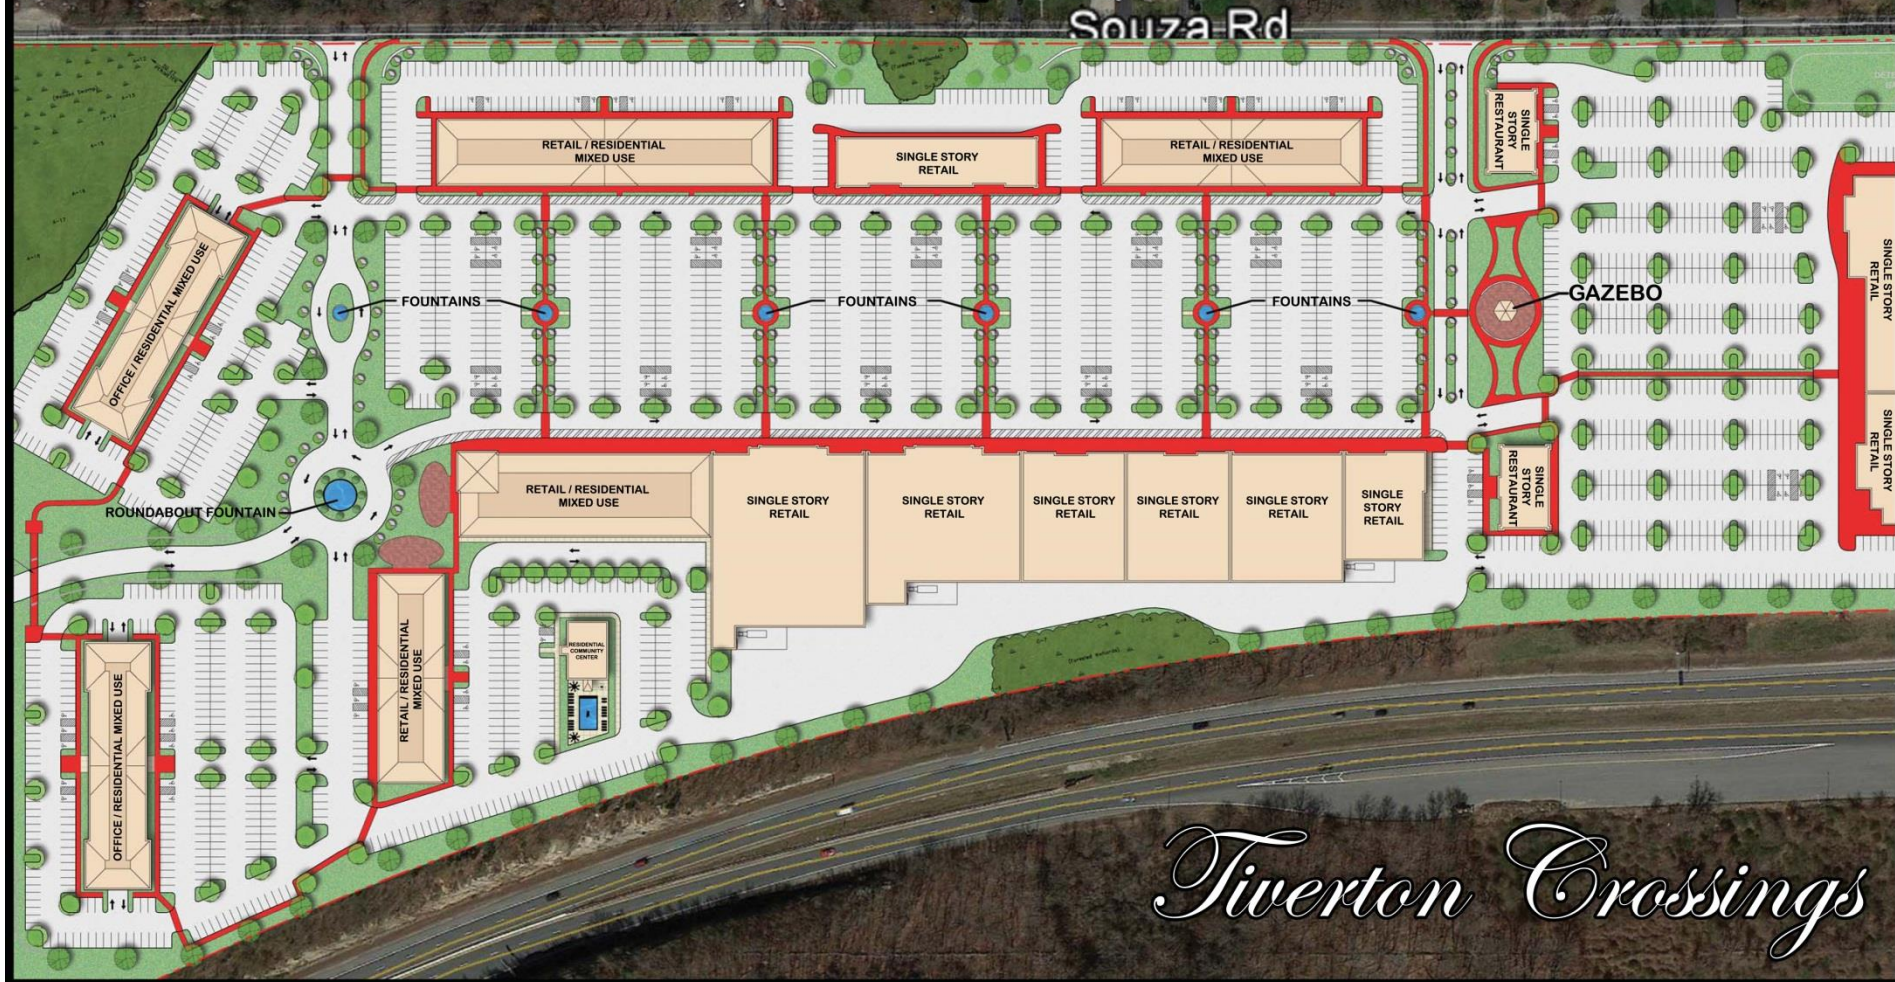 Souza Rd
RETAIL / RESIDENTIAL
MIXED USE
SINGLE STORY
RETAIL
RETAIL / RESIDENTIAL
MIXED USE
SINGLE
STORY
RESTAURANT
OFFICE / RESIDENTIAL MIXED USE
FOUNTAINS
FOUNTAINS
FOUNTAINS
GAZEBO
SINGLE STORY
RETAIL
SINGLE STORY
RETAIL
ROUNDABOUT FOUNTAIN
RETAIL / RESIDENTIAL
MIXED USE
SINGLE STORY
RETAIL
SINGLE STORY
RETAIL
SINGLE STORY
RETAIL
SINGLE STORY
RETAIL
SINGLE STORY
RETAIL
SINGLE
STORY
RETAIL
SINGLE
STORY
RESTAURANT
RETAIL / RESIDENTIAL
MIXED USE
RESIDENTIAL
COMMUNITY
CENTER
OFFICE / RESIDENTIAL MIXED USE
Tiverton Crossings